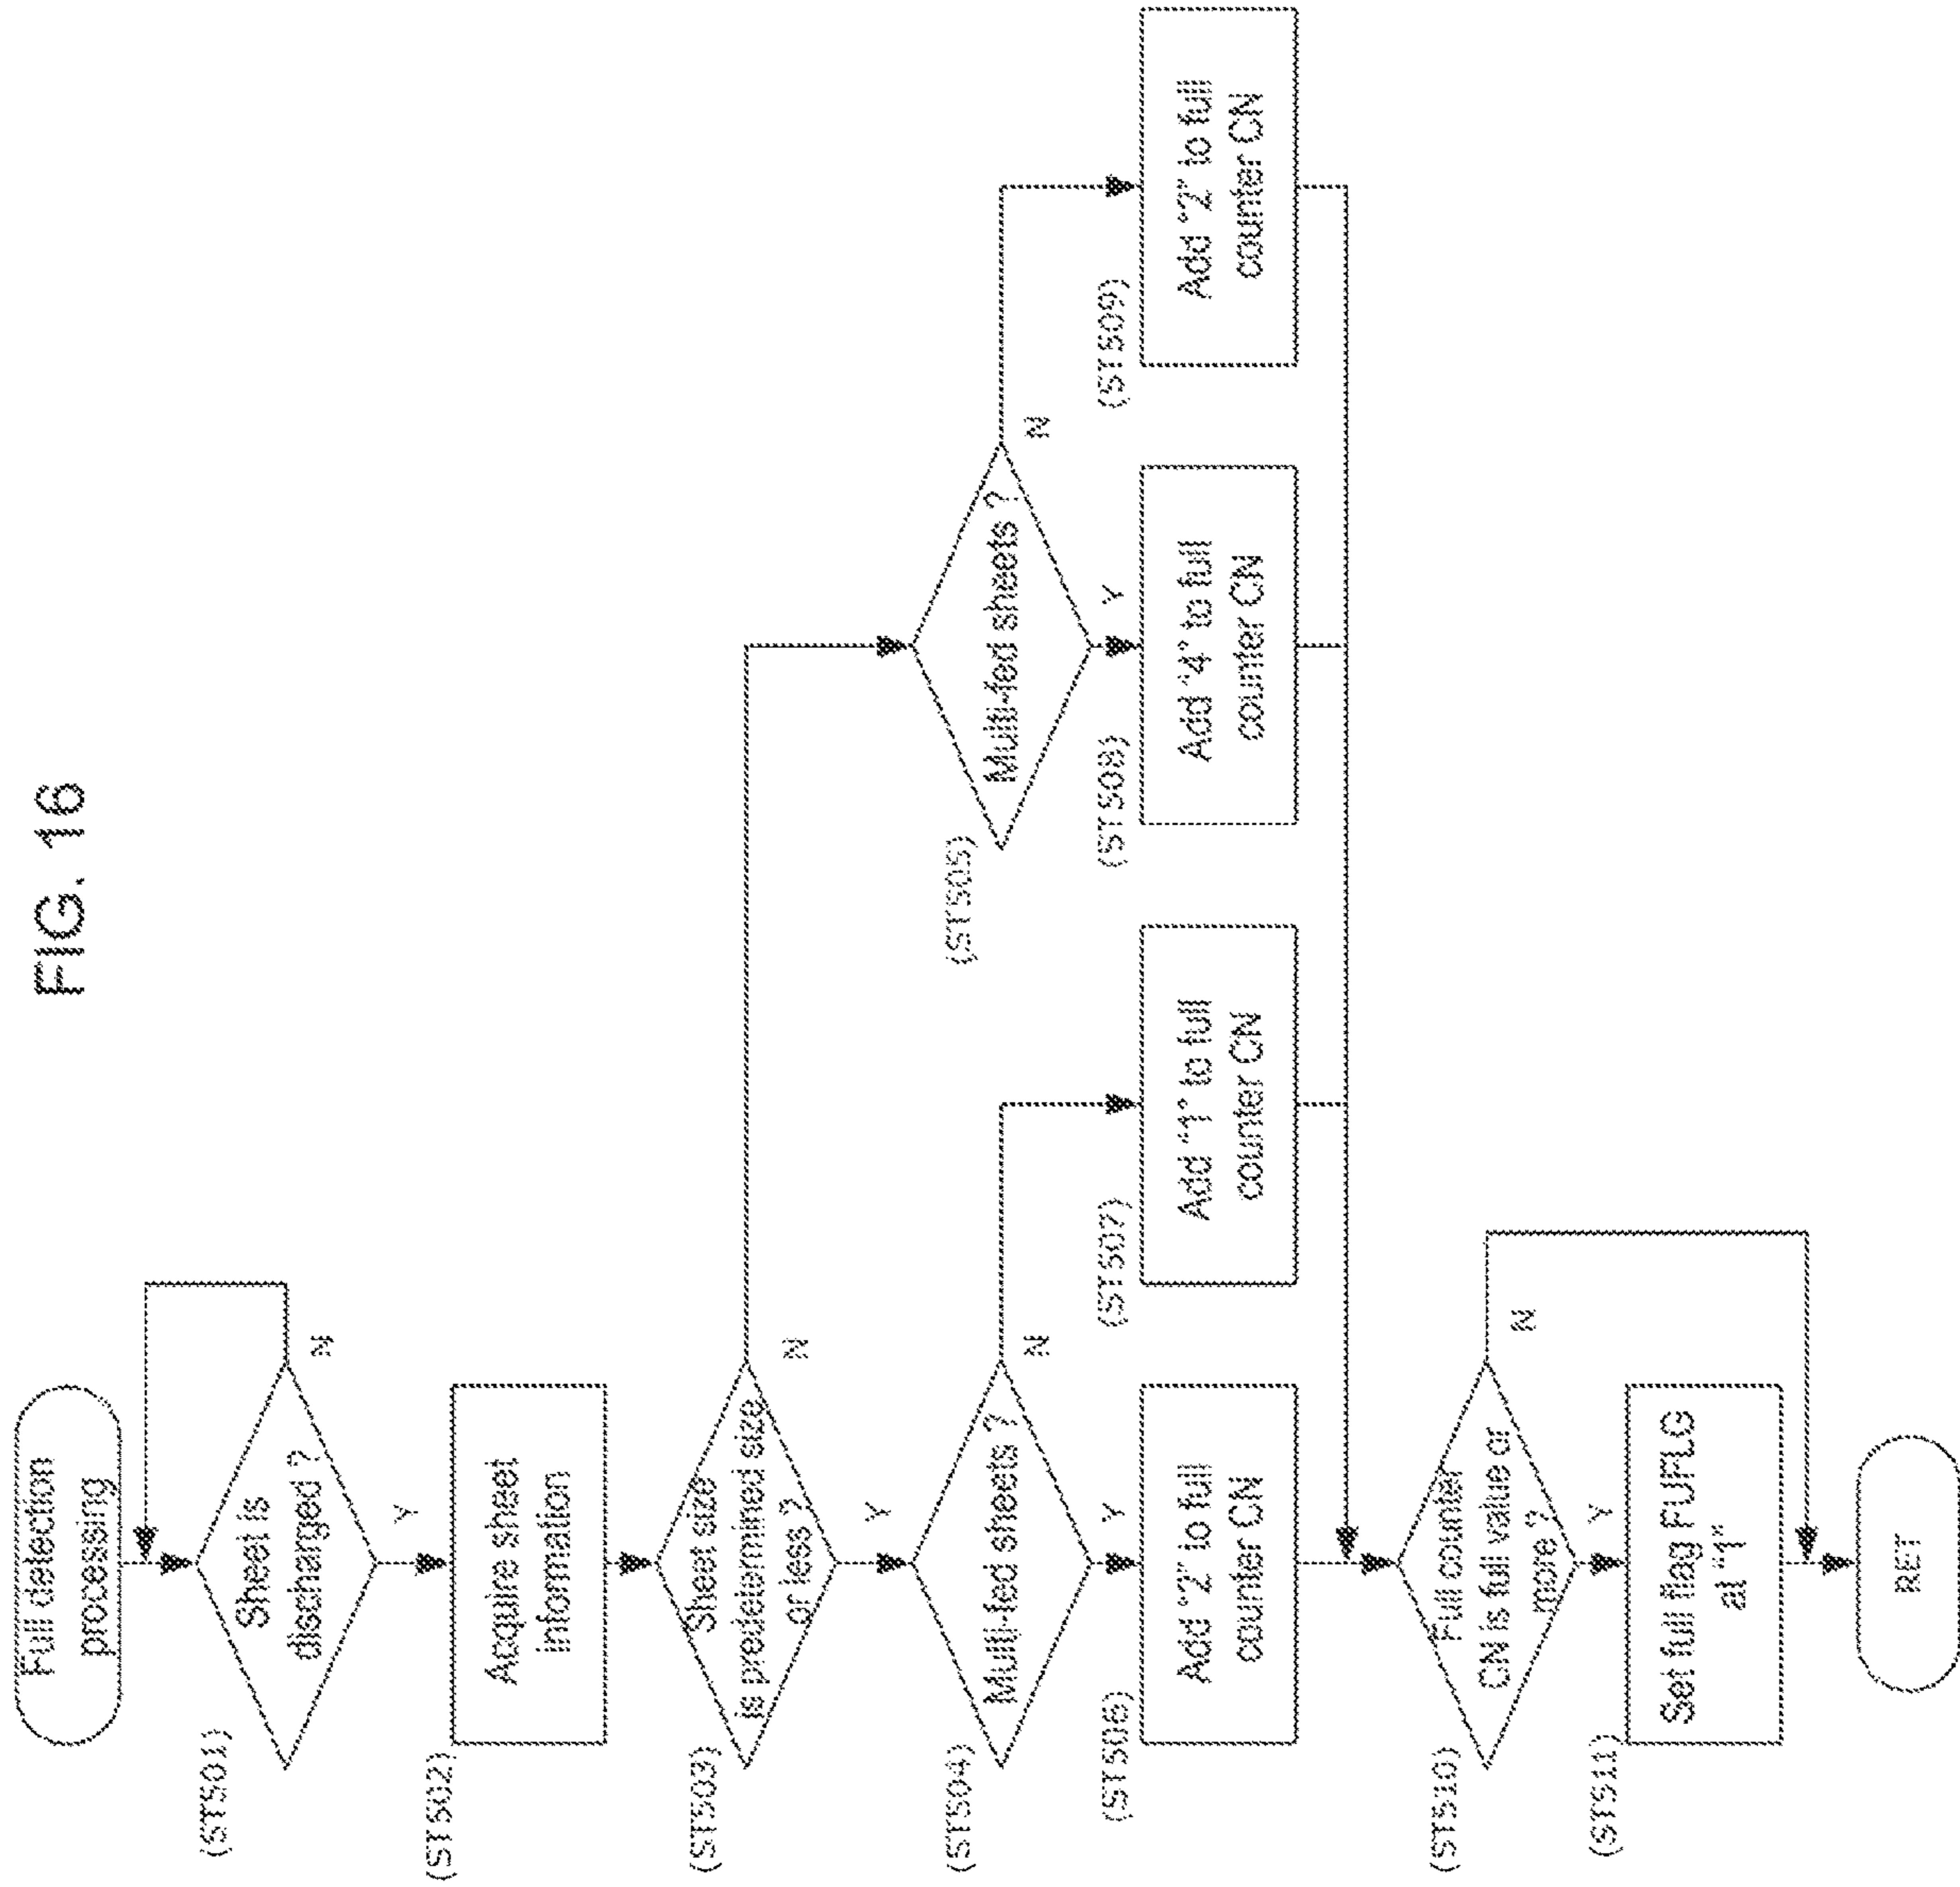 FIG. 16
Full detection
processing
(ST501)
Sheet is
discharged ?
N
Y
(ST502)
Acquire sheet
information
(ST503)
Sheet size
is predetermined size
or less ?
N
Y
(ST504)
Multi-fed sheets ?
N
Y
(ST505)
Multi-fed sheets ?
N
Y
(ST506)
Add "2" to full
counter CN
(ST507)
Add "1" to full
counter CN
(ST508)
Add "4" to full
counter CN
(ST509)
Add "2" to full
counter CN
(ST510)
Full counter
CN is full value or
more ?
N
Y
(ST511)
Set full flag FUFLG
at "1"
RET